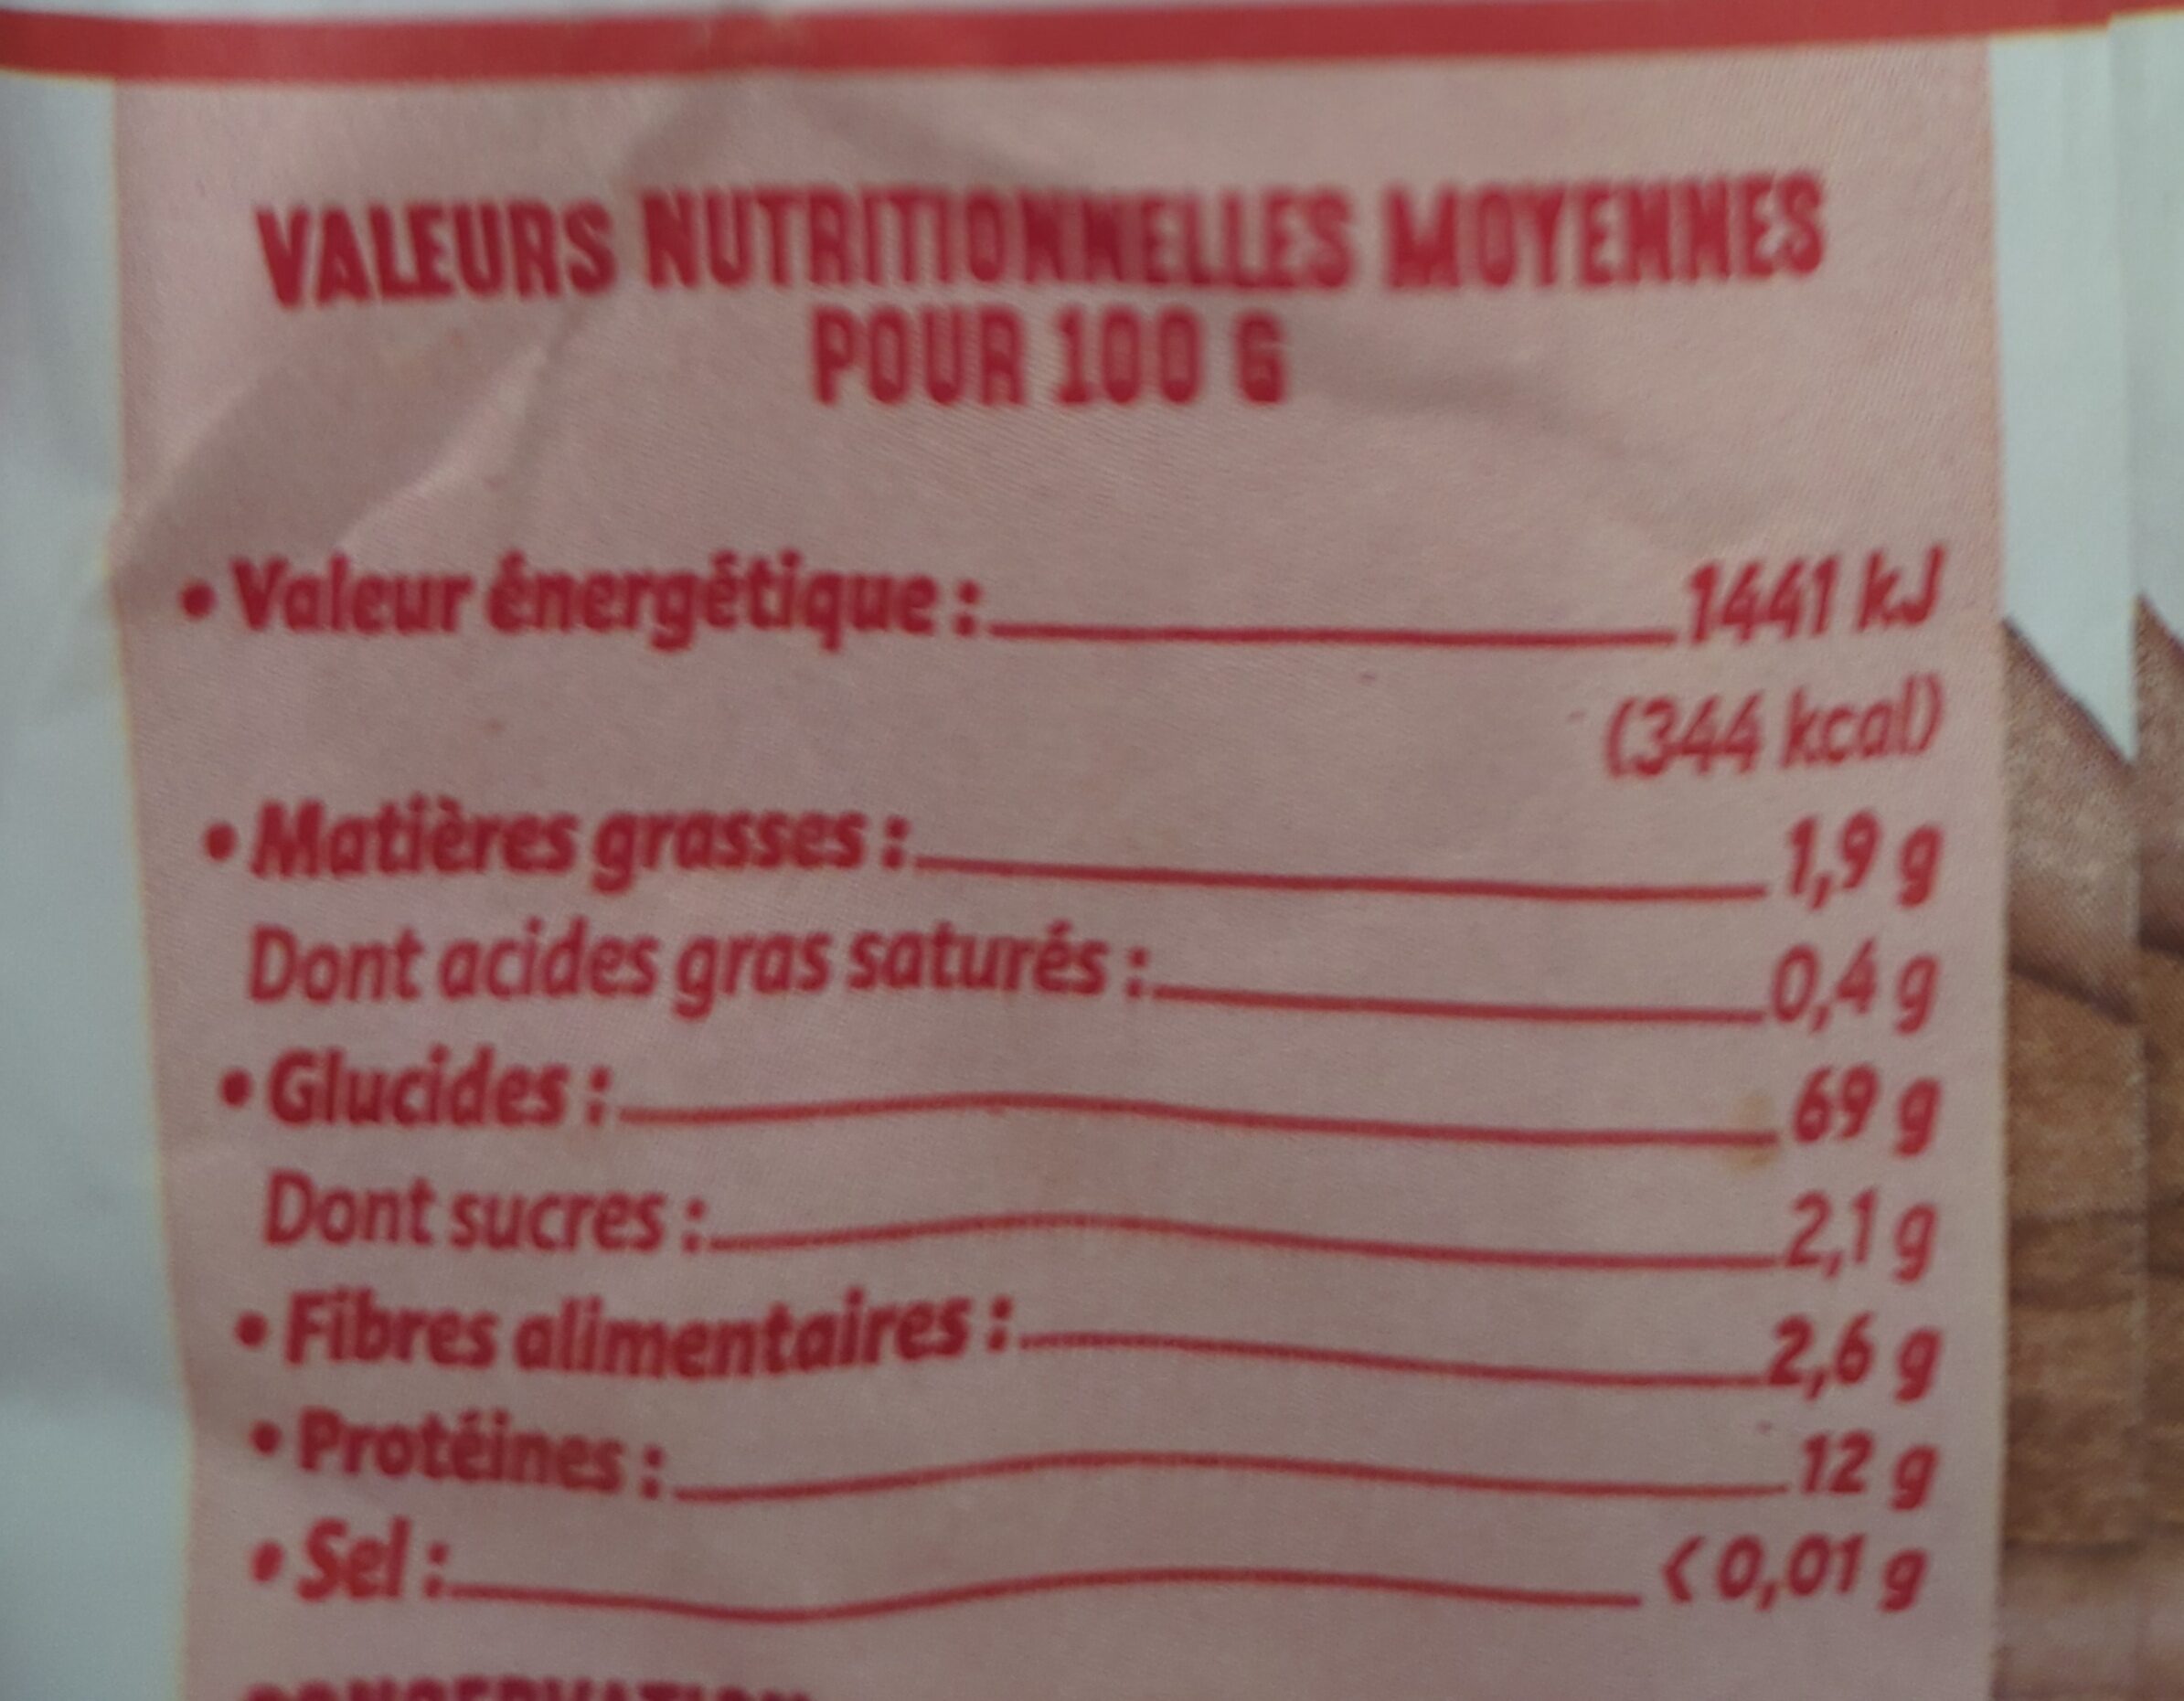 VALEURS NUTRITIONNELLES MOYENNES
POUR 100 G
• Valeur énergétique : 1441 kJ
(344 kcal)
• Matières grasses : 1,9 g
Dont acides gras saturés : 0,4 g
• Glucides : 69 g
Dont sucres : 2,1 g
• Fibres alimentaires : 2,6 g
• Protéines : 12 g
• Sel : < 0,01 g
CONSERVATION